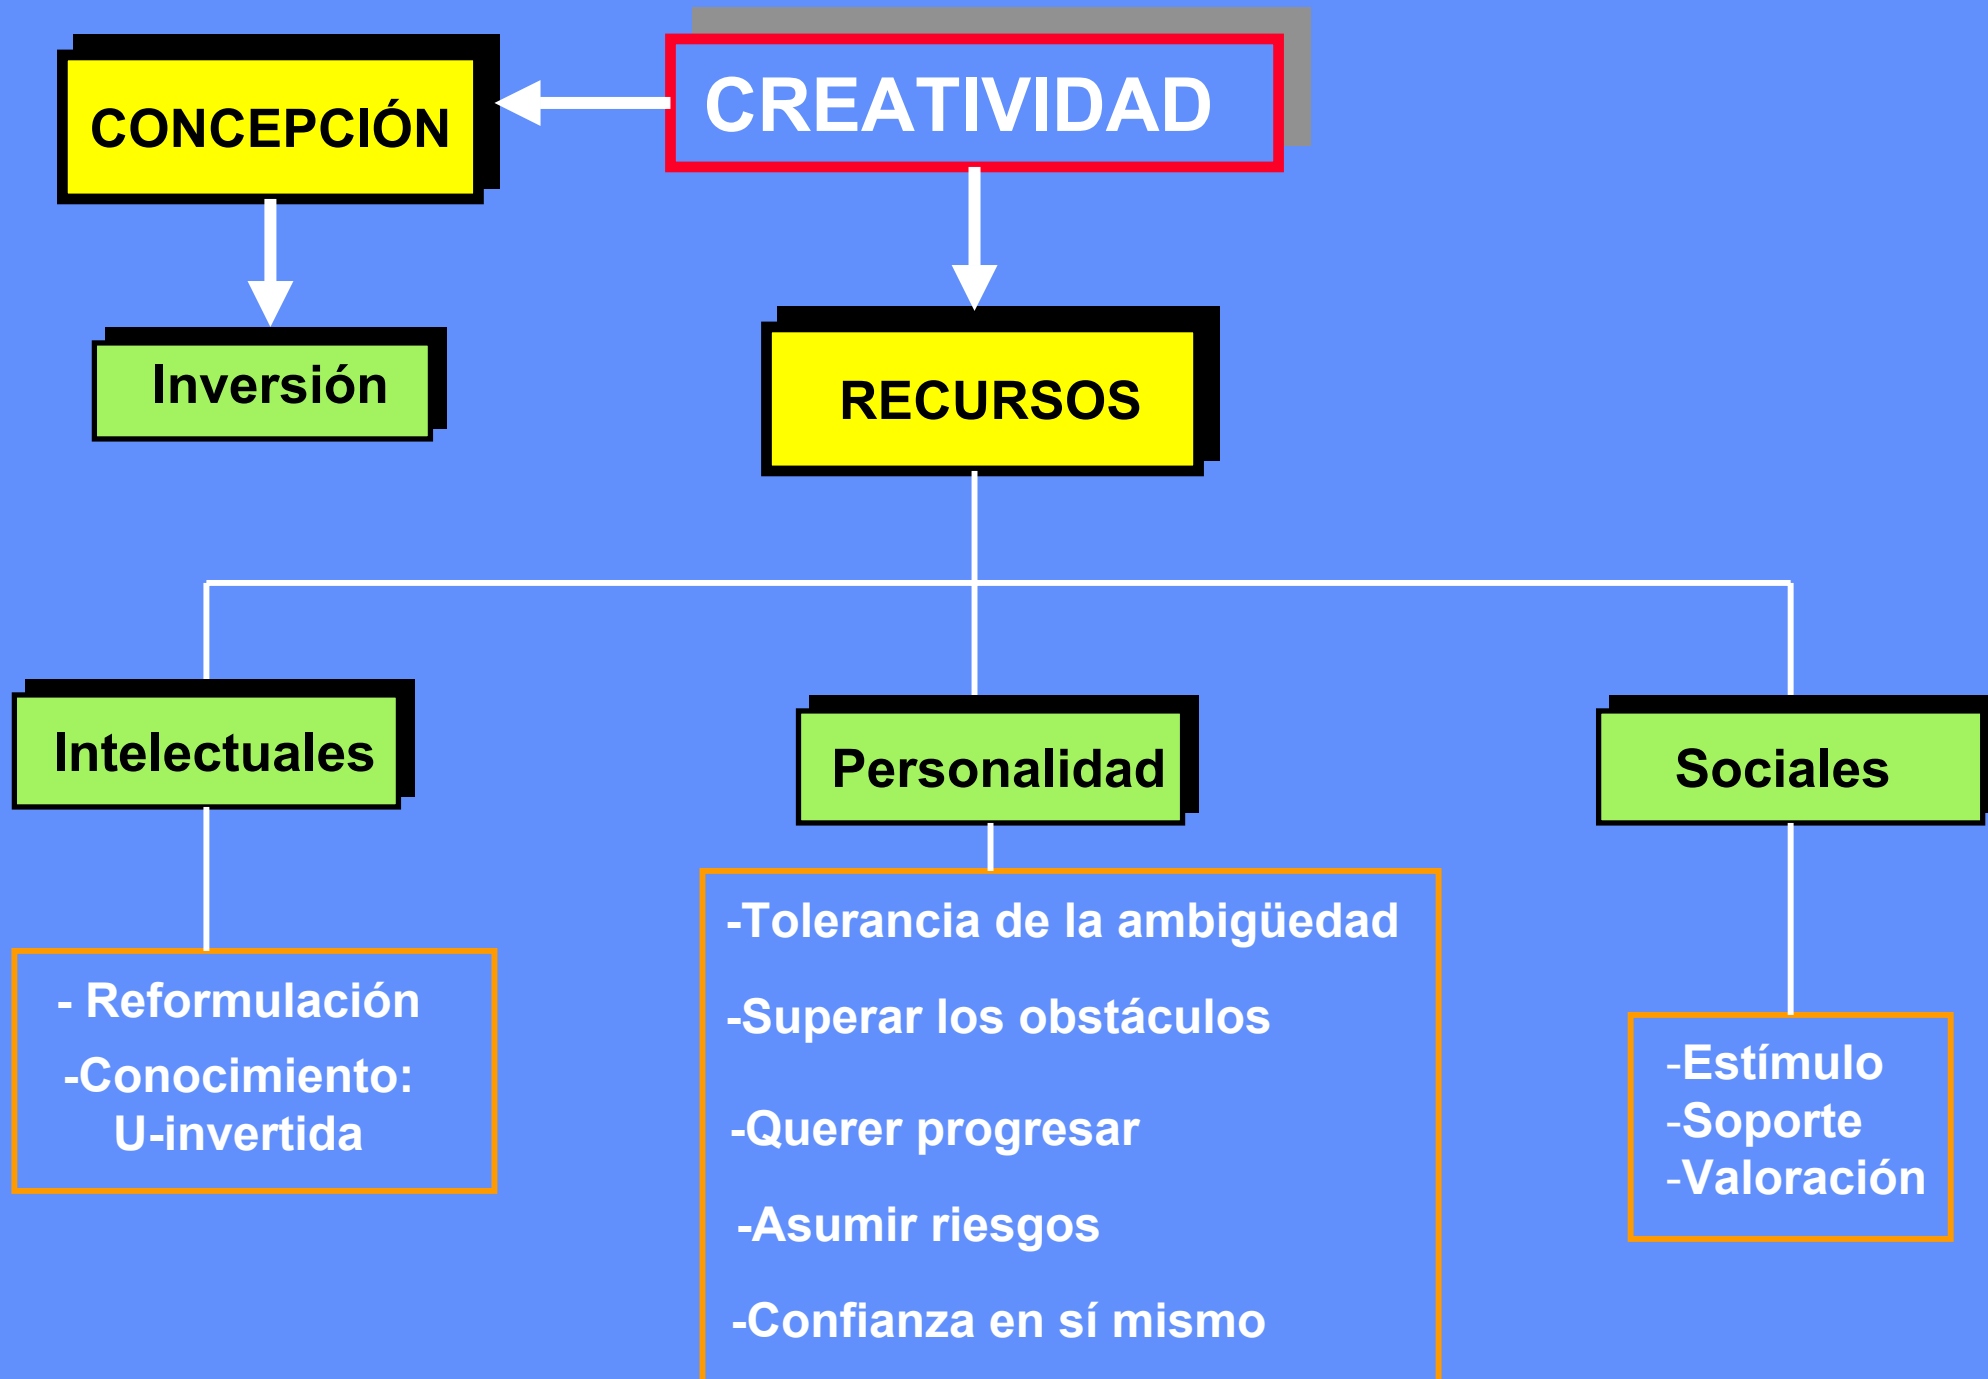 CREATIVIDAD
CONCEPCIÓN
Inversión
RECURSOS
Intelectuales
Personalidad
Sociales
- Reformulación
-Conocimiento:
U-invertida
-Tolerancia de la ambigüedad
-Superar los obstáculos
-Querer progresar
-Asumir riesgos
-Confianza en sí mismo
-Estímulo
-Soporte
-Valoración